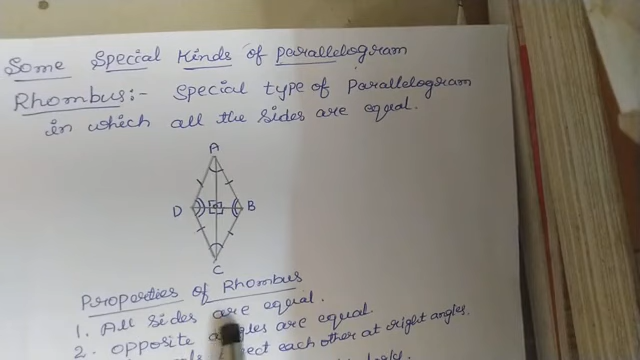 Some Special Kinds of parallelogram
Rhombus:- Special type of Parallelogram
in which all the sides are equal.
A
D
B
C
Properties of Rhombus
1. All sides are equal.
2. opposite angles are equal.
each other at right angles.